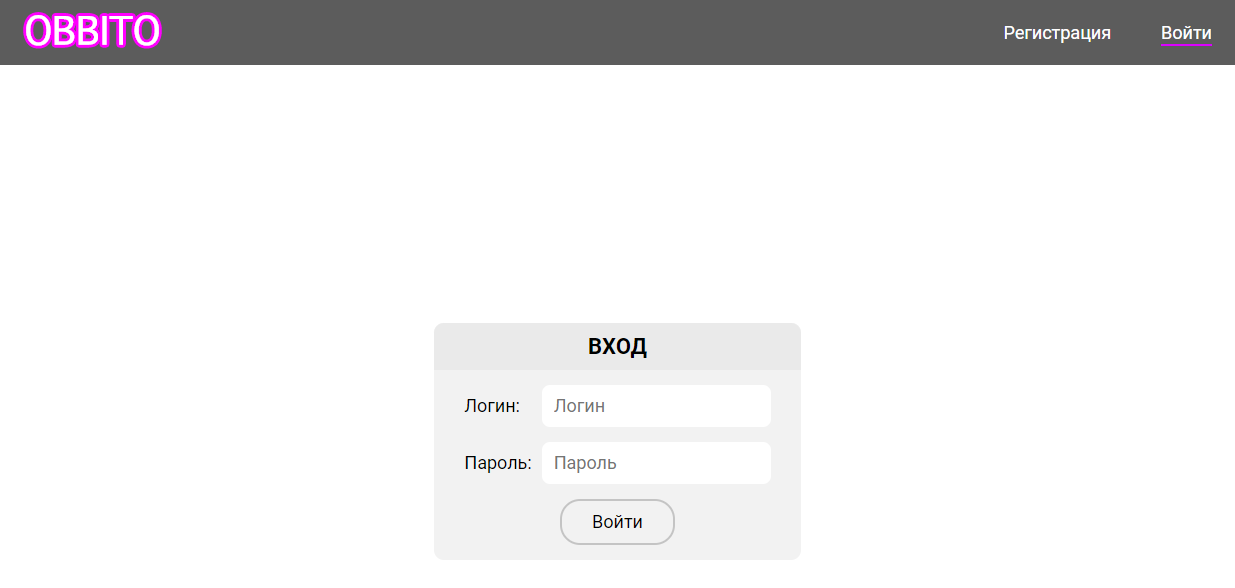 OBBITO
Регистрация Войти
ВХОД
Логин: Логин
Пароль: Пароль
Войти